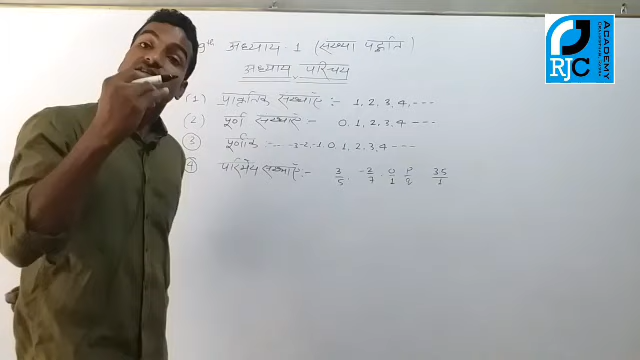 9th अध्याय - 1 (संख्या पद्धति)
अध्याय परिचय
(1) प्राकृतिक संख्याएँ :- 1, 2, 3, 4, ---
(2) पूर्ण संख्याएँ - 0, 1, 2, 3, 4 ---
(3) पूर्णांक - ... -3 -2, -1, 0, 1, 2, 3, 4 ---
(4) परिमेय संख्याएँ :- 3/5, -2/7, 0/1 p/q 35/1
RJC
ACADEMY